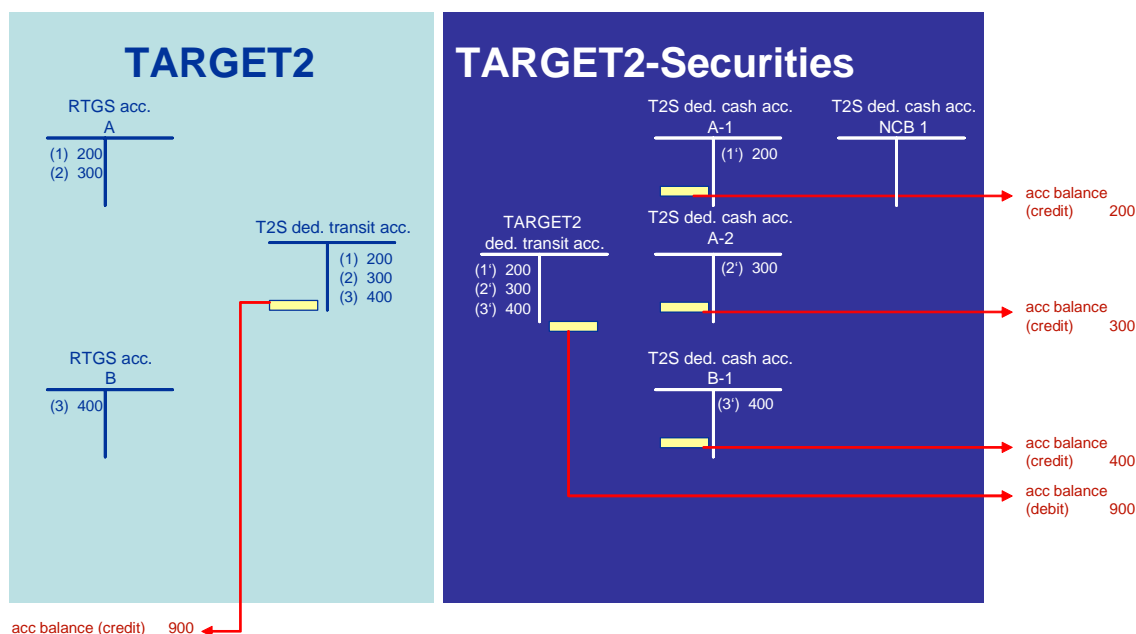 TARGET2
RTGS acc.
A
(1) 200
(2) 300
T2S ded. transit acc.
(1) 200
(2) 300
(3) 400
RTGS acc.
B
(3) 400
acc balance (credit) 900
TARGET2-Securities
T2S ded. cash acc.
A-1
(1') 200
T2S ded. cash acc.
NCB 1
acc balance
(credit) 200
TARGET2
ded. transit acc.
(1') 200
(2') 300
(3') 400
T2S ded. cash acc.
A-2
(2') 300
acc balance
(credit) 300
T2S ded. cash acc.
B-1
(3') 400
acc balance
(credit) 400
acc balance
(debit) 900